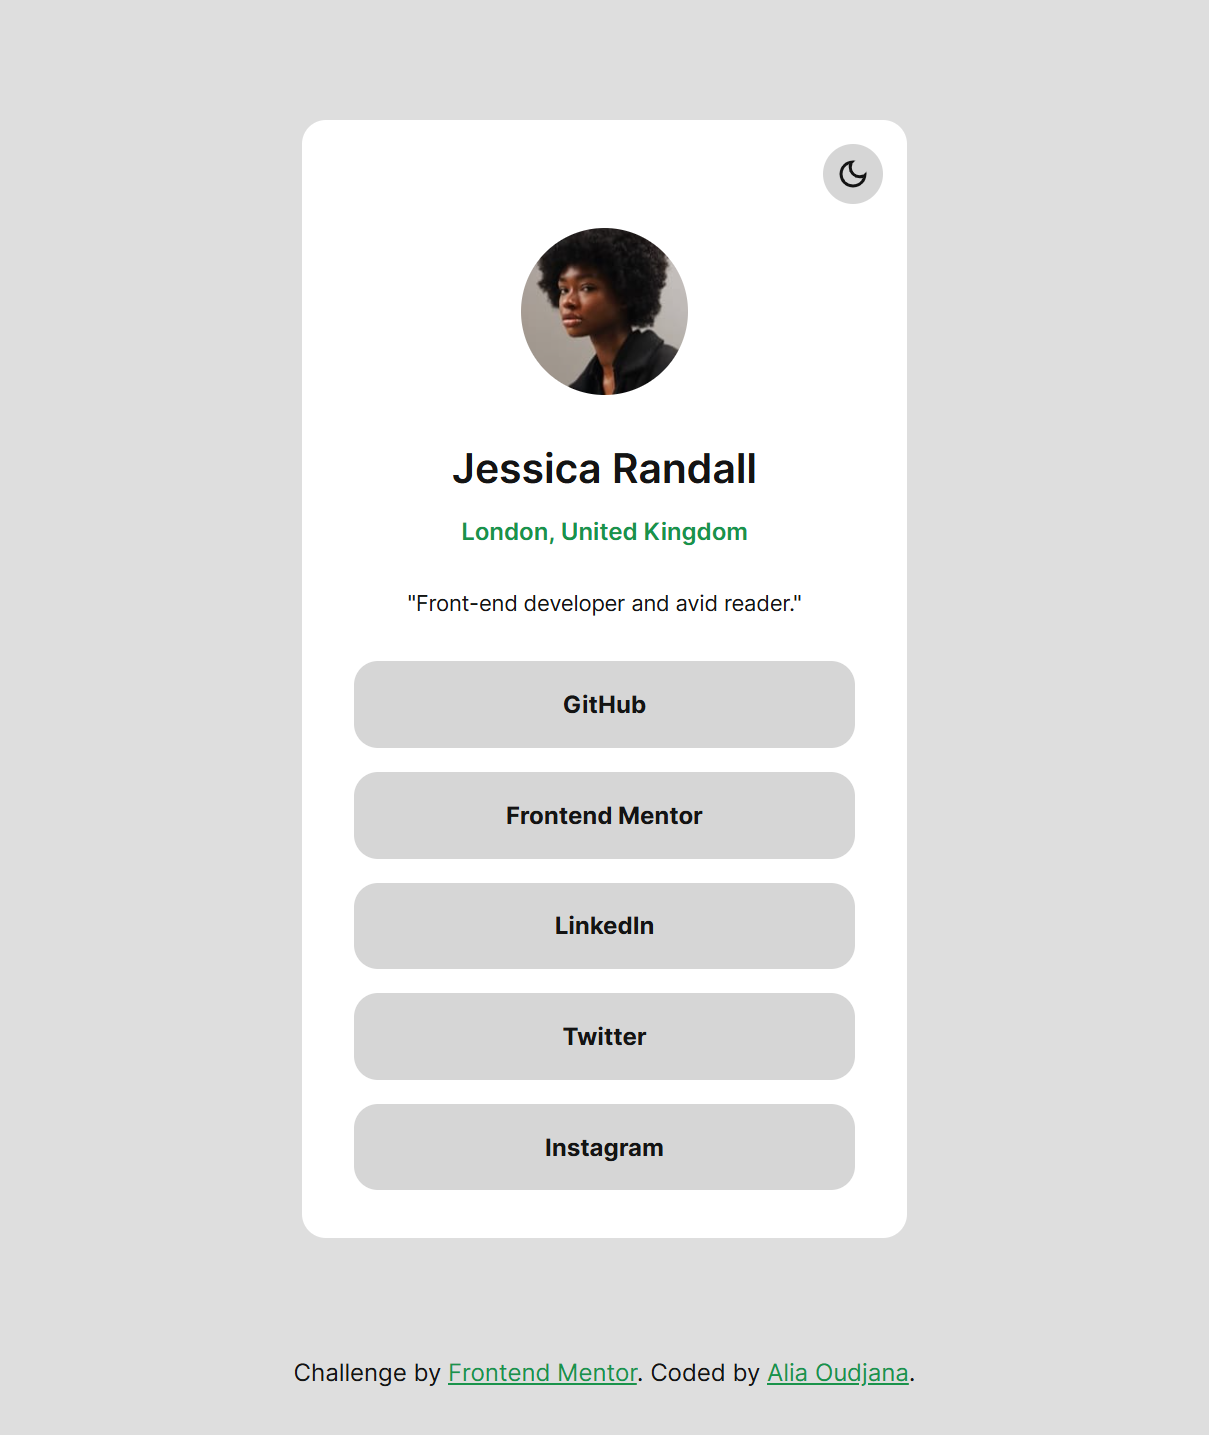 Jessica Randall
London, United Kingdom
"Front-end developer and avid reader."
GitHub
Frontend Mentor
LinkedIn
Twitter
Instagram
Challenge by Frontend Mentor. Coded by Alia Oudjana.